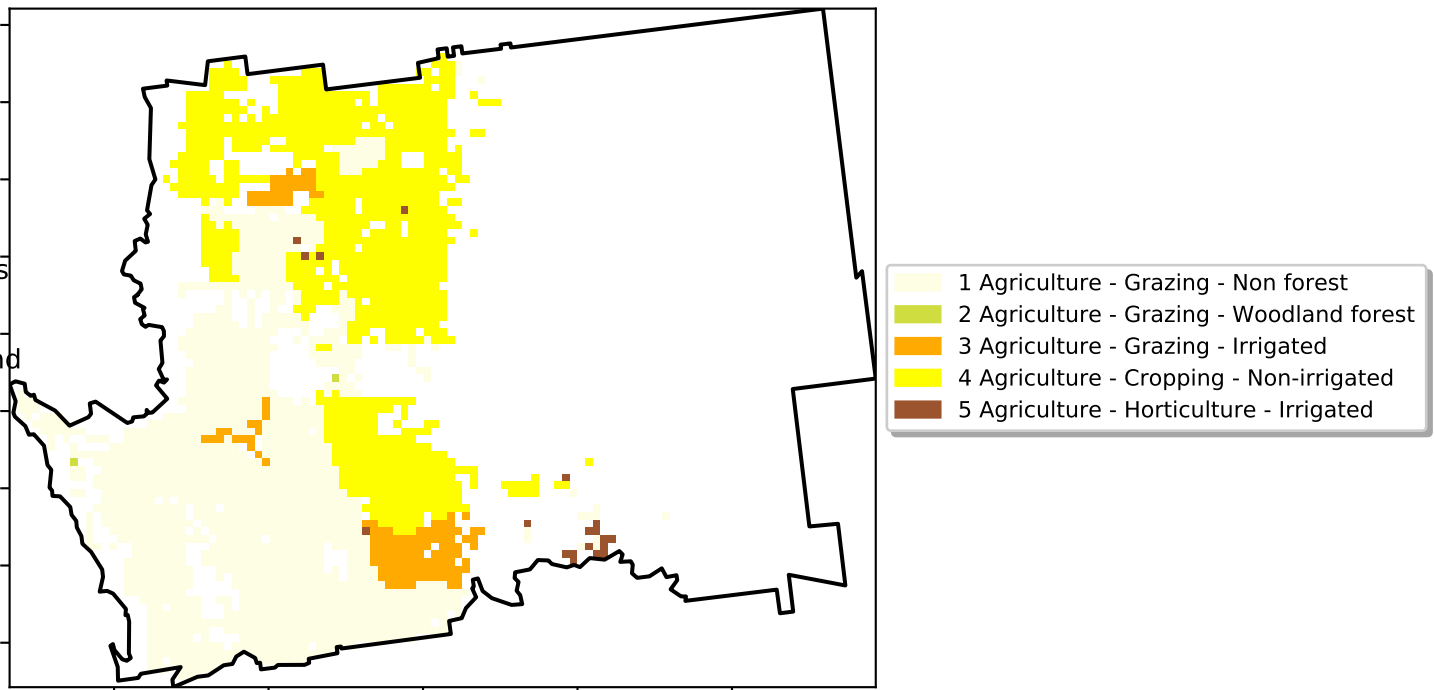 s
nd
1 Agriculture - Grazing - Non forest
2 Agriculture - Grazing - Woodland forest
3 Agriculture - Grazing - Irrigated
4 Agriculture - Cropping - Non-irrigated
5 Agriculture - Horticulture - Irrigated